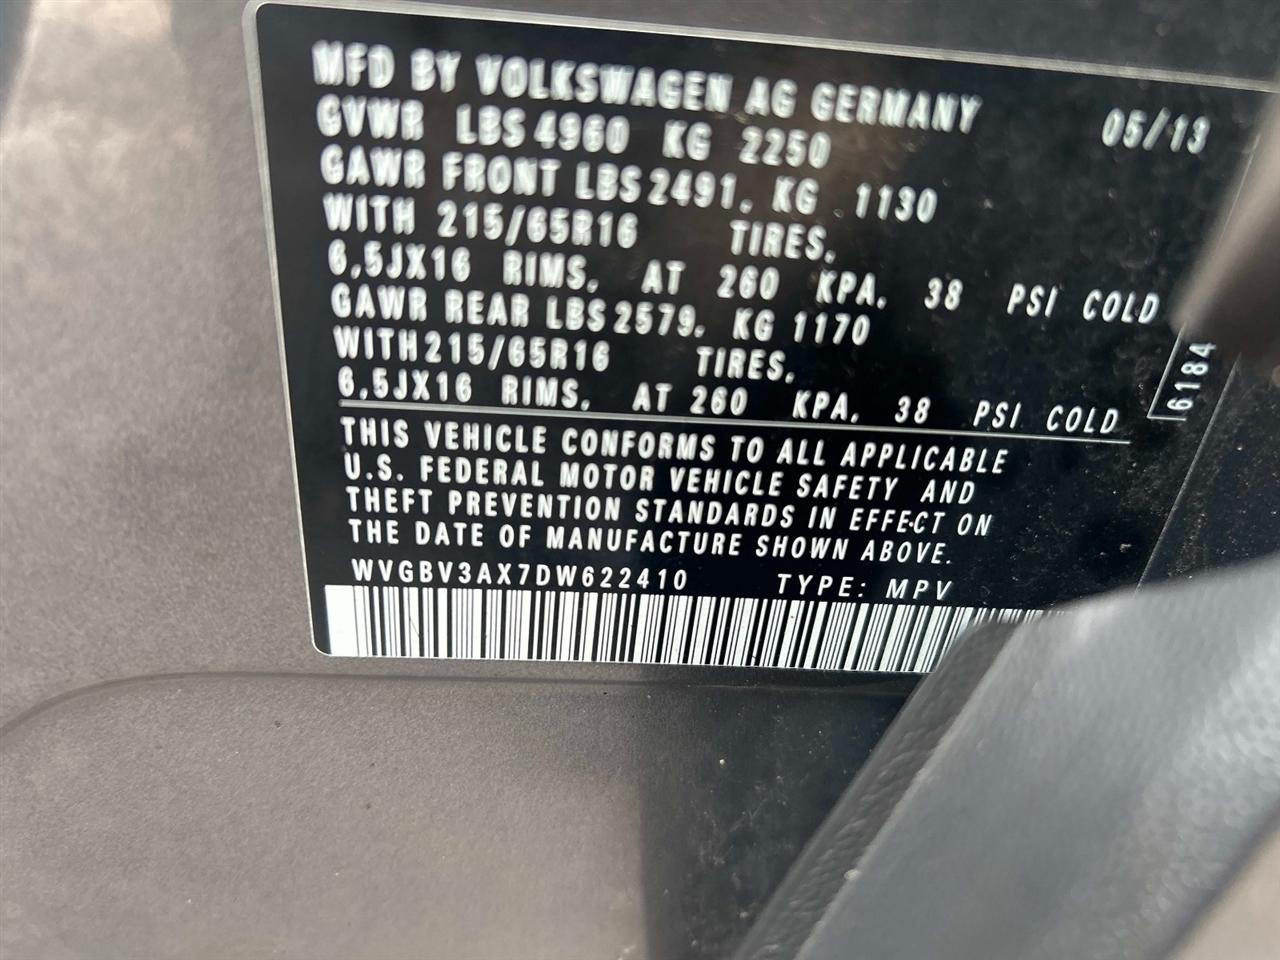 MFD BY VOLKSWAGEN AG GERMANY 05/13
GVWR LBS 4960 KG 2250
GAWR FRONT LBS 2491, KG 1130
WITH 215/65R16 TIRES,
6,5JX16 RIMS, AT 260 KPA, 38 PSI COLD
GAWR REAR LBS 2579, KG 1170
WITH 215/65R16 TIRES,
6,5JX16 RIMS, AT 260 KPA, 38 PSI COLD
6184
THIS VEHICLE CONFORMS TO ALL APPLICABLE
U.S. FEDERAL MOTOR VEHICLE SAFETY AND
THEFT PREVENTION STANDARDS IN EFFECT ON
THE DATE OF MANUFACTURE SHOWN ABOVE.
WVGBV3AX7DW622410 TYPE: MPV